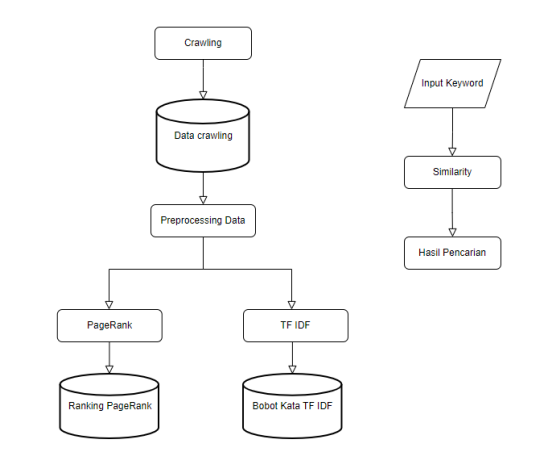 Crawling
Data crawling
Preprocessing Data
PageRank
TF IDF
Ranking PageRank
Bobot Kata TF IDF
Input Keyword
Similarity
Hasil Pencarian